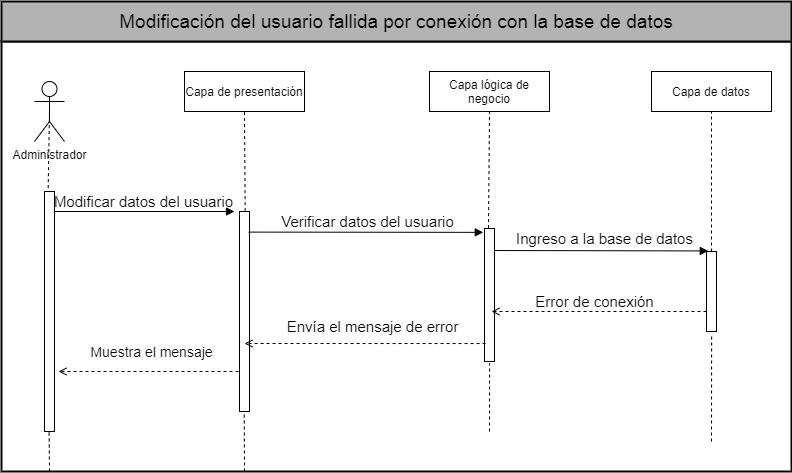 Modificación del usuario fallida por conexión con la base de datos
Capa de presentación
Capa lógica de
negocio
Capa de datos
Administrador
Modificar datos del usuario
Verificar datos del usuario
Ingreso a la base de datos
Error de conexión
Envía el mensaje de error
Muestra el mensaje